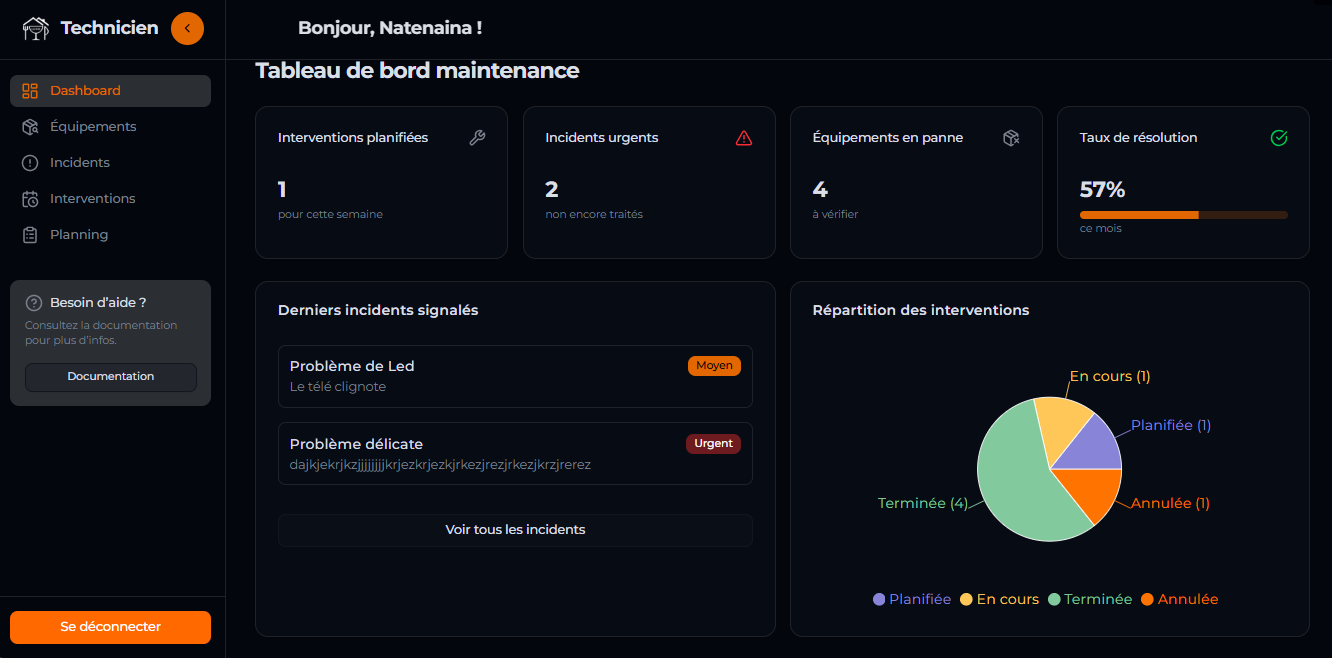 Technicien
Bonjour, Natenaina !
Dashboard
Équipements
Incidents
Interventions
Planning
Besoin d'aide ?
Consultez la documentation
pour plus d'infos.
Documentation
Se déconnecter
Tableau de bord maintenance
Interventions planifiées
1
pour cette semaine
Incidents urgents
2
non encore traités
Équipements en panne
4
à vérifier
Taux de résolution
57%
ce mois
Derniers incidents signalés
Problème de Led
Moyen
Le télé clignote
Problème délicate
Urgent
Voir tous les incidents
Répartition des interventions
En cours (1)
Planifiée (1)
Terminée (4)
Annulée (1)
Planifiée
En cours
Terminée
Annulée